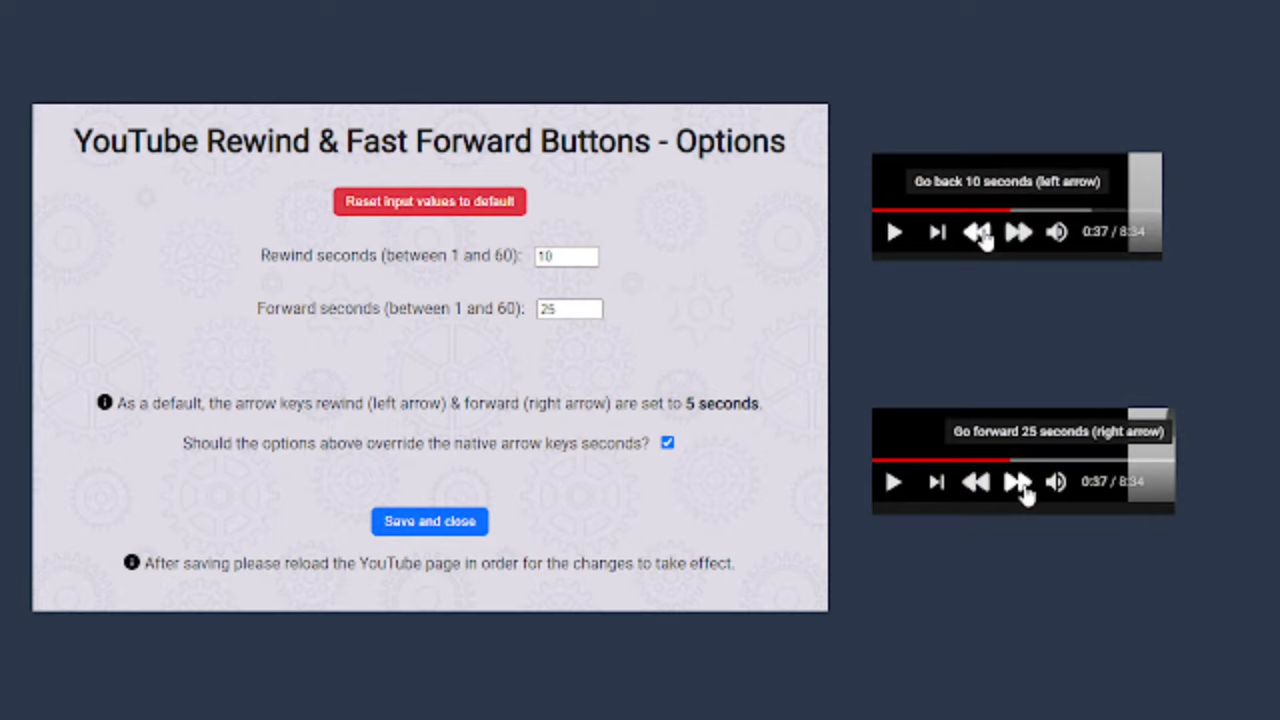 YouTube Rewind & Fast Forward Buttons - Options
Reset input values to default
Rewind seconds (between 1 and 60): 10
Forward seconds (between 1 and 60): 25
As a default, the arrow keys rewind (left arrow) & forward (right arrow) are set to 5 seconds.
Should the options above override the native arrow keys seconds?
Save and close
After saving please reload the YouTube page in order for the changes to take effect.
Go back 10 seconds (left arrow)
0:37 / 8:34
Go forward 25 seconds (right arrow)
0:37 / 8:34